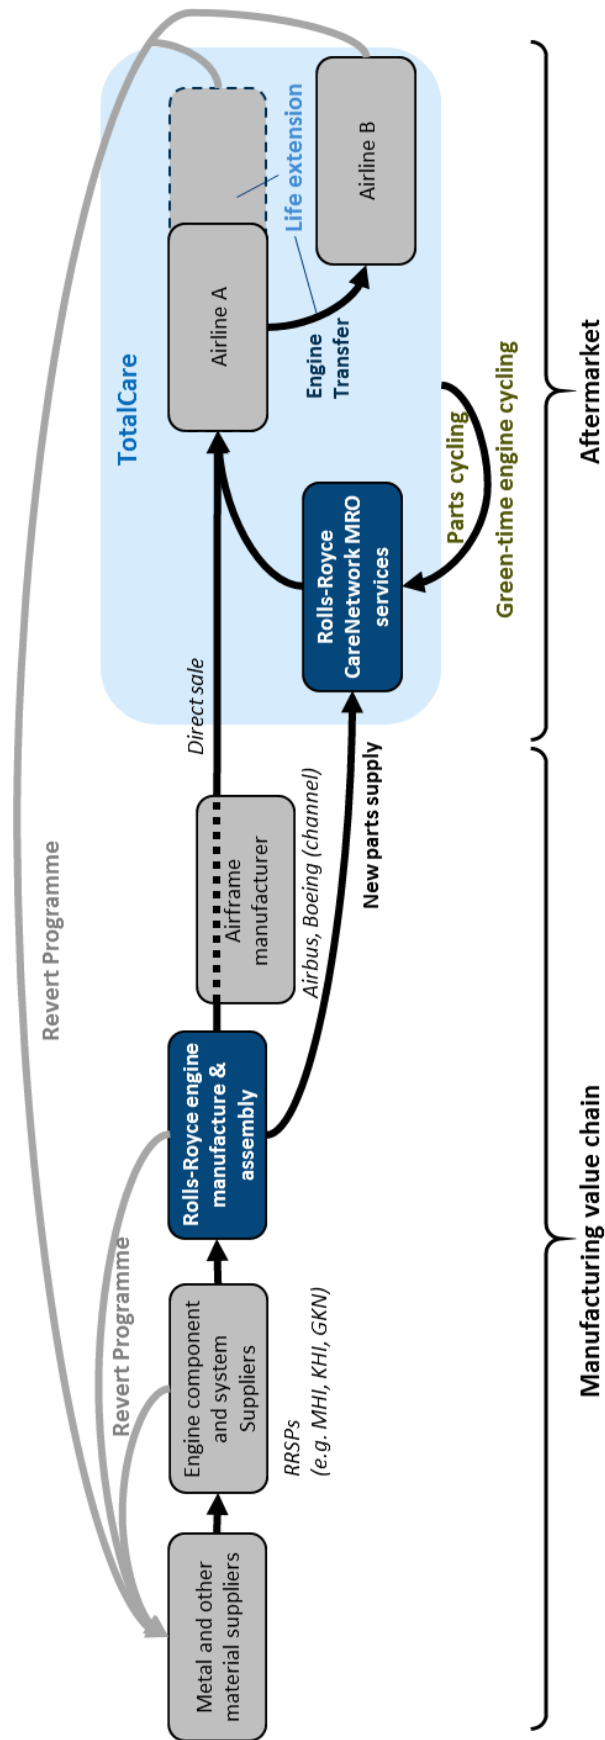 Revert Programme
Revert Programme
Metal and other
material suppliers
Engine component
and system
Suppliers
RRSPs
(e.g. MHI, KHI, GKN)
Rolls-Royce engine
manufacture &
assembly
Airframe
manufacturer
Airbus, Boeing (channel)
Direct sale
New parts supply
TotalCare
Airline A
Life extension
Engine
Transfer
Airline B
Rolls-Royce
CareNetwork MRO
services
Parts cycling
Green-time engine cycling
Manufacturing value chain
Aftermarket